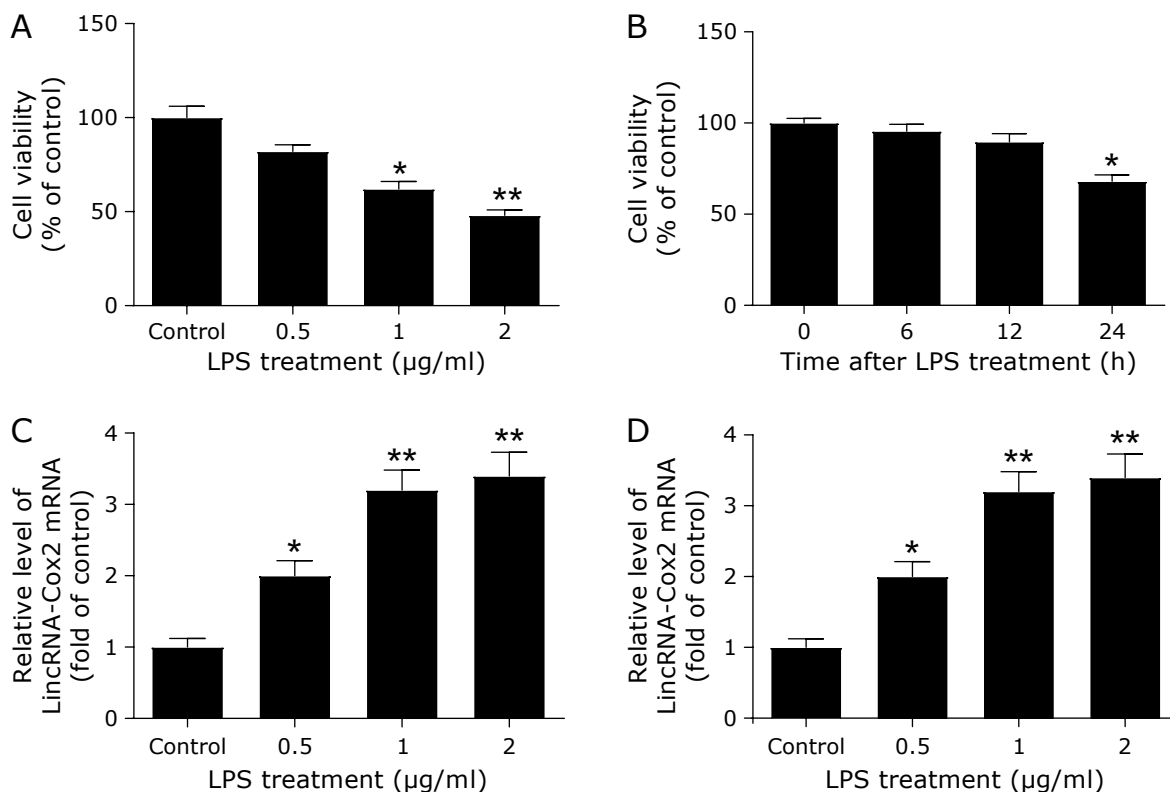 A
Cell viability
(% of control)
150
100
50
0
*
**
Control 0.5 1 2
LPS treatment (µg/ml)
B
Cell viability
(% of control)
150
100
50
0
*
0 6 12 24
Time after LPS treatment (h)
C
Relative level of
LincRNA-Cox2 mRNA
(fold of control)
4
3
2
1
0
*
**
**
Control 0.5 1 2
LPS treatment (µg/ml)
D
Relative level of
LincRNA-Cox2 mRNA
(fold of control)
4
3
2
1
0
*
**
**
Control 0.5 1 2
LPS treatment (µg/ml)